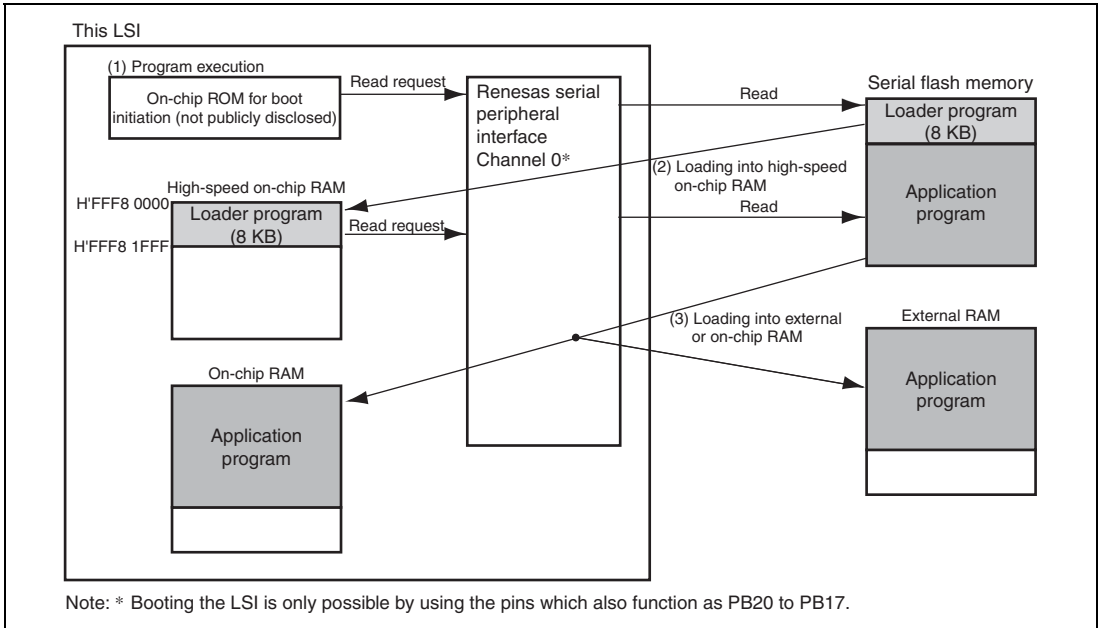 This LSI
(1) Program execution
On-chip ROM for boot
initiation (not publicly disclosed)
Read request
Renesas serial
peripheral
interface
Channel 0*
Read
Serial flash memory
Loader program
(8 KB)
Application
program
(2) Loading into high-speed
on-chip RAM
Read
High-speed on-chip RAM
H'FFF8 0000
Loader program
(8 KB)
H'FFF8 1FFF
Read request
(3) Loading into external
or on-chip RAM
External RAM
Application
program
On-chip RAM
Application
program
Note: * Booting the LSI is only possible by using the pins which also function as PB20 to PB17.